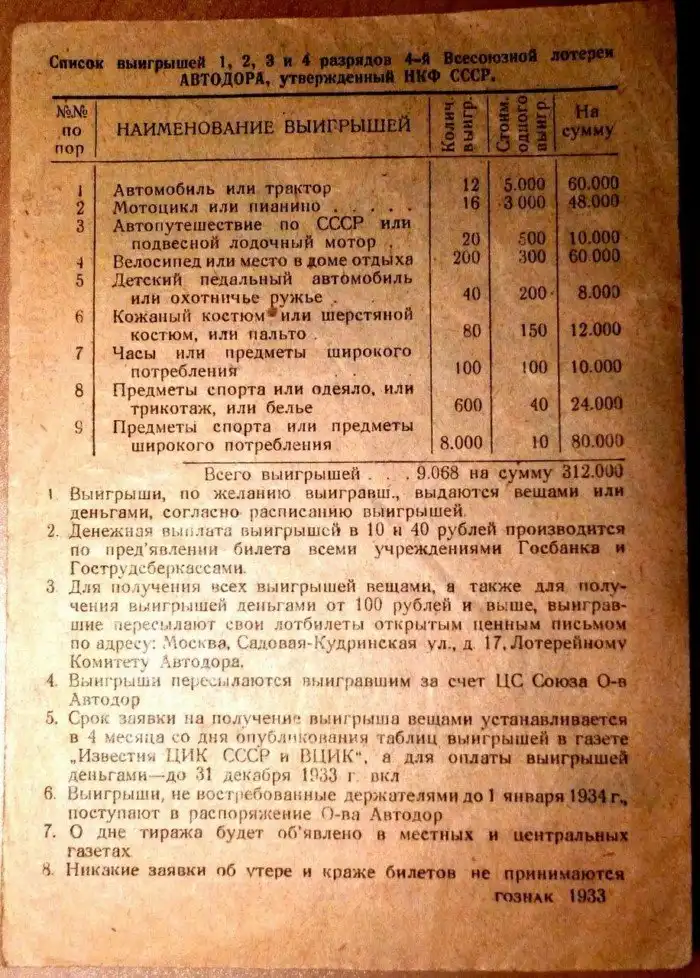 Список выигрышей 1, 2, 3 и 4 разрядов 4-й Всесоюзной лотереи
АВТОДОРА, утвержденный НКФ СССР.
№№ по пор | НАИМЕНОВАНИЕ ВЫИГРЫШЕЙ | Колич. выигр. | Стоим. одного выигр. | На сумму
1 Автомобиль или трактор 12 5.000 60.000
2 Мотоцикл или пианино . . . . . 16 3 000 48.000
3 Автопутешествие по СССР или
подвесной лодочный мотор . 20 500 10.000
4 Велосипед или место в доме отдыха 200 300 60 000
5 Детский педальный автомобиль
или охотничье ружье . 40 200 8.000
6 Кожаный костюм или шерстяной
костюм, или пальто . 80 150 12.000
7 Часы или предметы широкого
потребления 100 100 10.000
8 Предметы спорта или одеяло, или
трикотаж, или белье 600 40 24.000
9 Предметы спорта или предметы
широкого потребления 8.000 10 80.000
Всего выигрышей . . . 9.068 на сумму 312.000
1. Выигрыши, по желанию выигравш., выдаются вещами или
деньгами, согласно расписанию выигрышей.
2. Денежная выплата выигрышей в 10 и 40 рублей производится
по пред'явлении билета всеми учреждениями Госбанка и
Гострудсберкассами.
3. Для получения всех выигрышей вещами, а также для полу-
чения выигрышей деньгами от 100 рублей и выше, выиграв-
шие пересылают свои лотбилеты открытым ценным письмом
по адресу: Москва, Садовая-Кудринская ул., д. 17, Лотерейному
Комитету Автодора.
4. Выигрыши пересылаются выигравшим за счет ЦС Союза О-в
Автодор
5. Срок заявки на получение выигрыша вещами устанавливается
в 4 месяца со дня опубликования таблиц выигрышей в газете
„Известия ЦИК СССР и ВЦИК“, а для оплаты выигрышей
деньгами—до 31 декабря 1933 г. вкл
6. Выигрыши, не востребованные держателями до 1 января 1934 г.,
поступают в распоряжение О-ва Автодор
7. О дне тиража будет об'явлено в местных и центральных
газетах
8. Никакие заявки об утере и краже билетов не принимаются
ГОЗНАК 1933